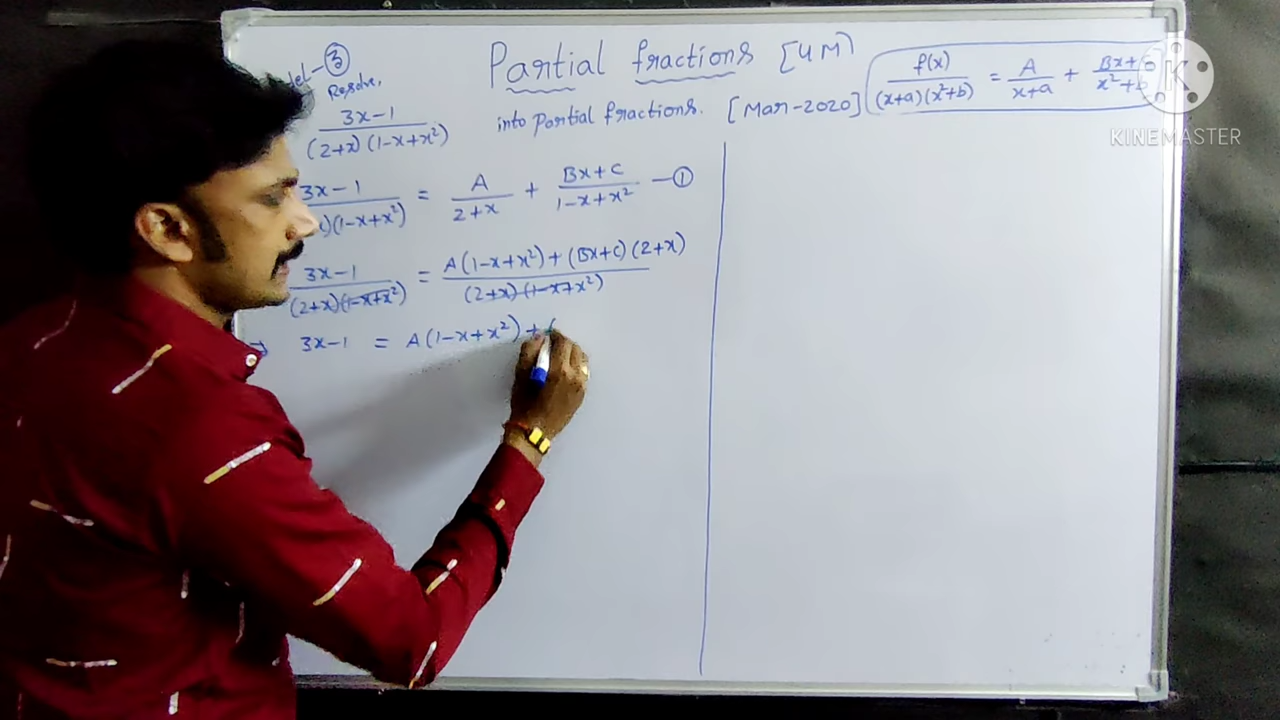 Partial fractions [4M]
③
Resolve,
3x-1 / (2+x)(1-x+x²) into partial fractions. [Mar-2020]
f(x) / (x+a)(x²+b) = A / x+a + Bx+ / x²+b
KINEMASTER
3x-1 / )(1-x+x²) = A / 2+x + Bx+C / 1-x+x² —①
3x-1 / (2+x)(1-x+x²) = A(1-x+x²)+(Bx+C)(2+x) / (2+x)(1-x+x²)
⇒ 3x-1 = A(1-x+x²)+(